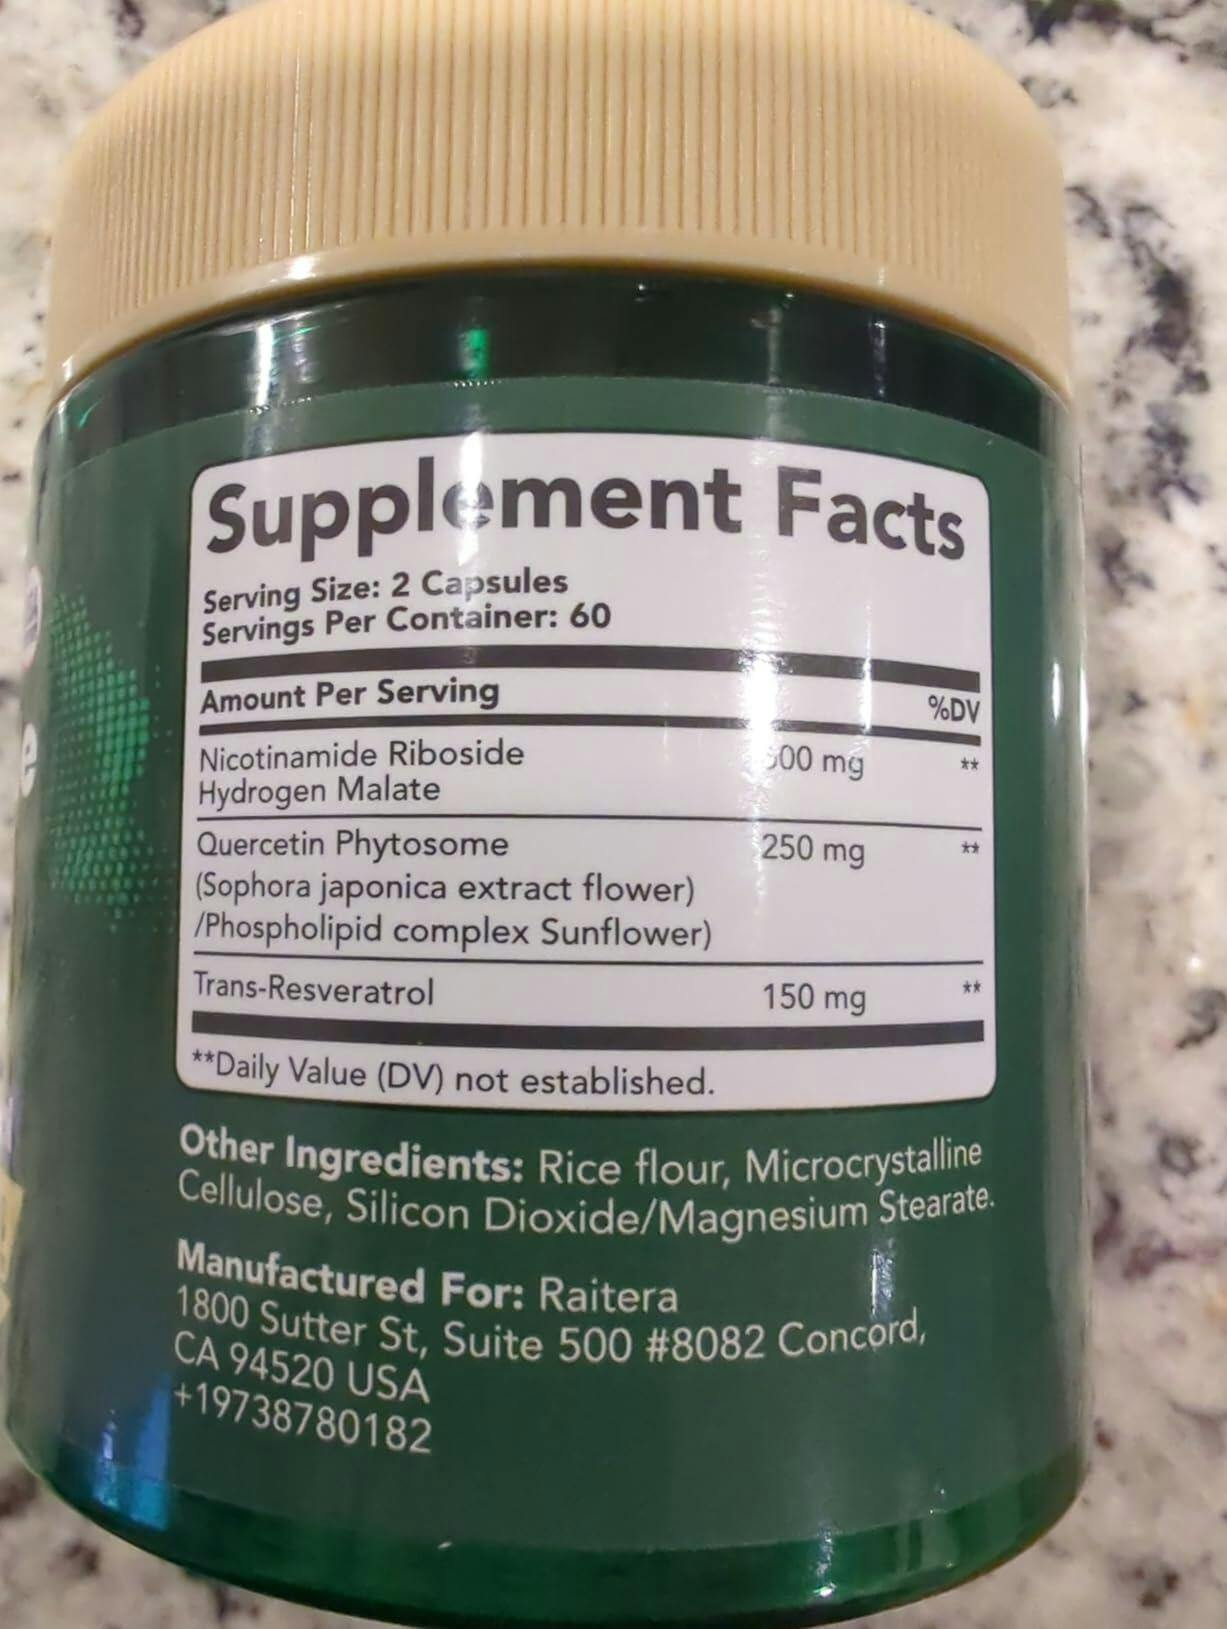 Supplement Facts
Serving Size: 2 Capsules
Servings Per Container: 60
Amount Per Serving
%DV
Nicotinamide Riboside
Hydrogen Malate
mg **
Quercetin Phytosome 250 mg **
(Sophora japonica extract flower)
/Phospholipid complex Sunflower)
Trans-Resveratrol 150 mg **
**Daily Value (DV) not established.
Other Ingredients: Rice flour, Microcrystalline
Cellulose, Silicon Dioxide/Magnesium Stearate.
Manufactured For: Raitera
1800 Sutter St, Suite 500 #8082 Concord,
CA 94520 USA
+19738780182